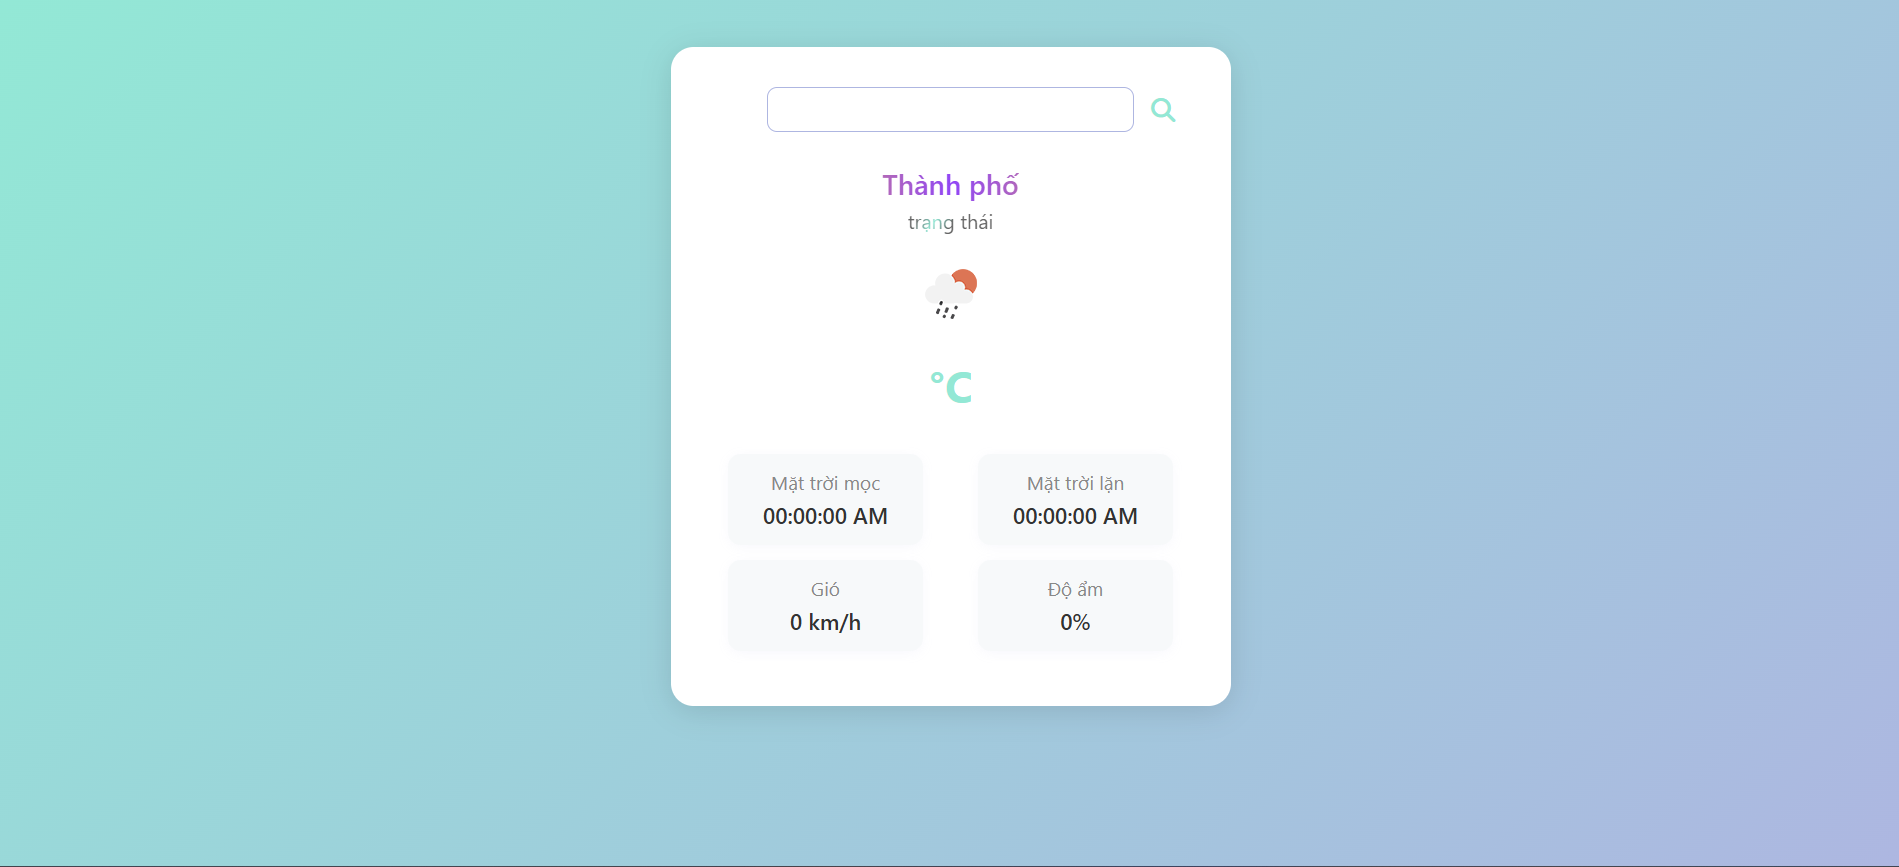 Thành phố
trạng thái
°C
Mặt trời mọc
00:00:00 AM
Mặt trời lặn
00:00:00 AM
Gió
0 km/h
Độ ẩm
0%